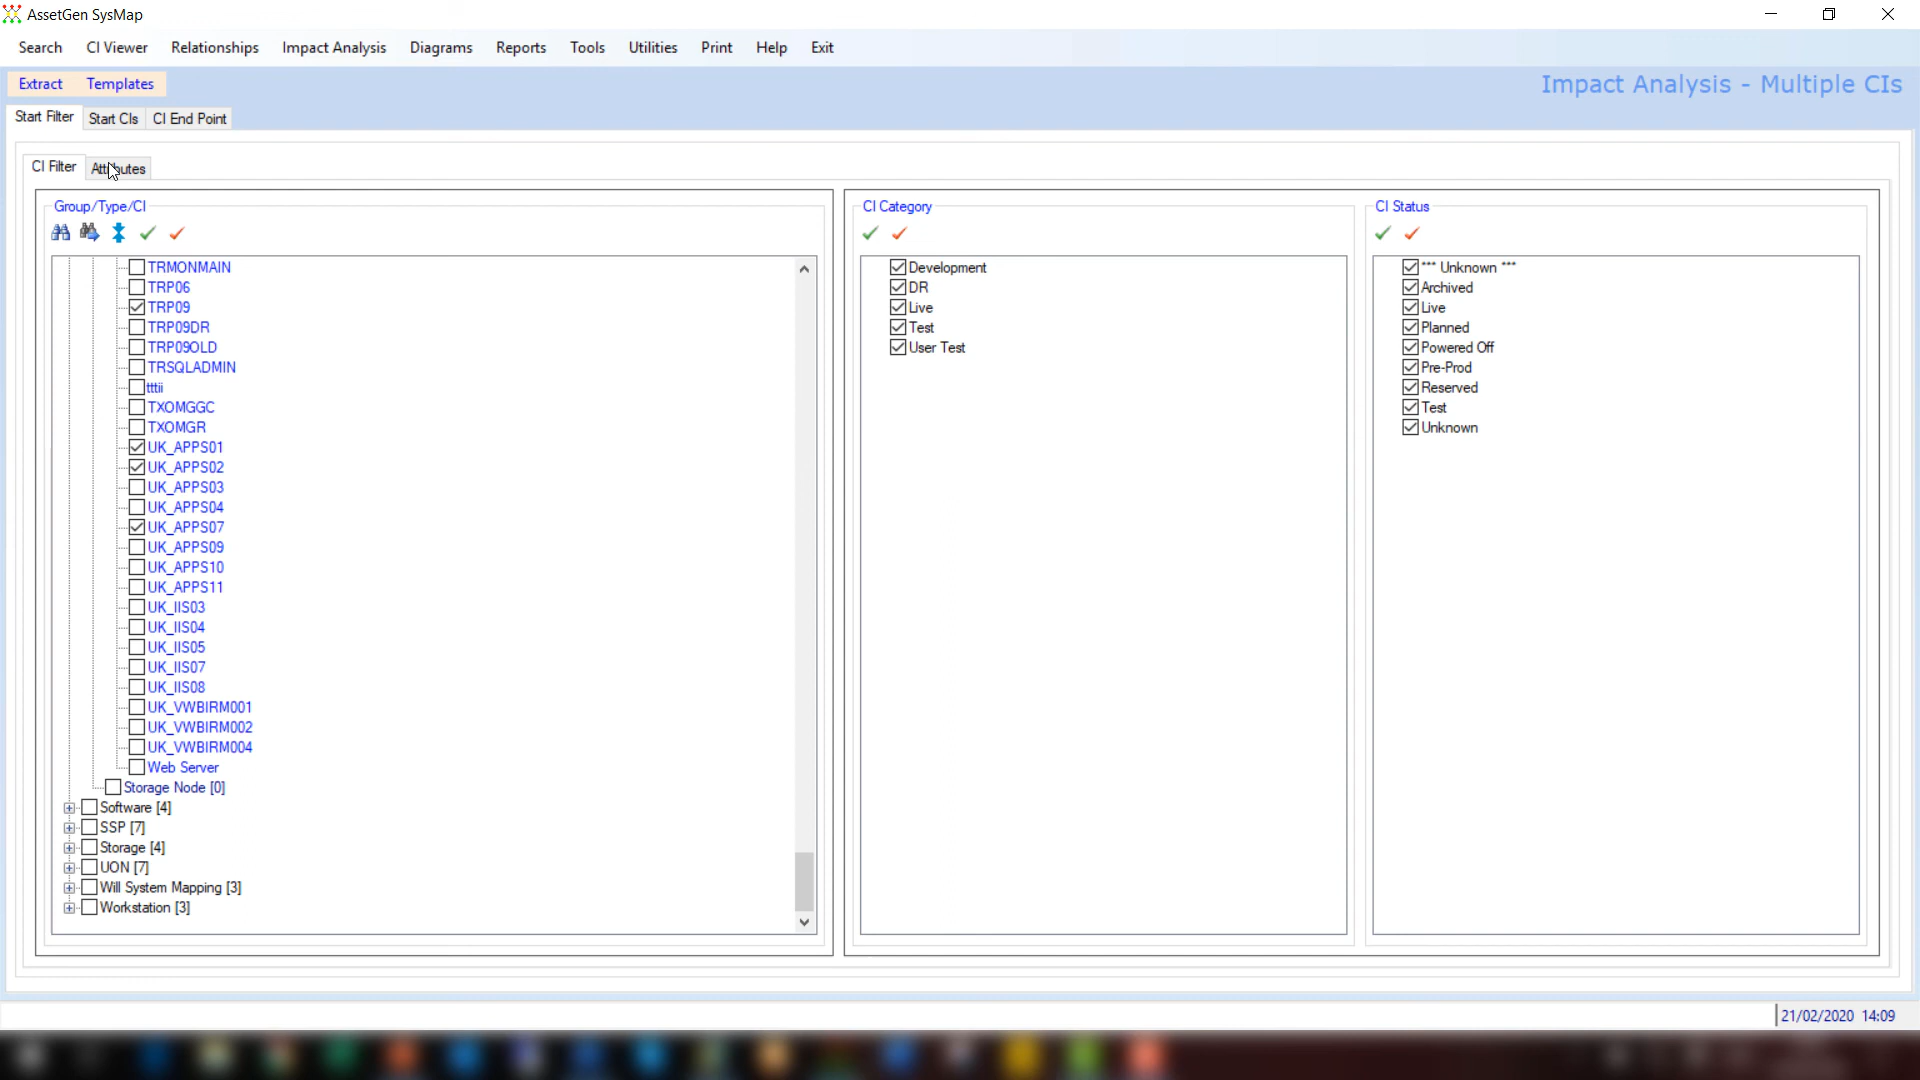 AssetGen SysMap
Search CI Viewer Relationships Impact Analysis Diagrams Reports Tools Utilities Print Help Exit
Extract Templates Impact Analysis - Multiple CIs
Start Filter Start CIs CI End Point
CI Filter Attributes
Group/Type/CI
TRMONMAIN
TRP06
TRP09
TRP09DR
TRP09OLD
TRSQLADMIN
tttii
TXOMGGC
TXOMGR
UK_APPS01
UK_APPS02
UK_APPS03
UK_APPS04
UK_APPS07
UK_APPS09
UK_APPS10
UK_APPS11
UK_IIS03
UK_IIS04
UK_IIS05
UK_IIS07
UK_IIS08
UK_VWBIRM001
UK_VWBIRM002
UK_VWBIRM004
Web Server
Storage Node [0]
Software [4]
SSP [7]
Storage [4]
UON [7]
Will System Mapping [3]
Workstation [3]
CI Category
Development
DR
Live
Test
User Test
CI Status
*** Unknown ***
Archived
Live
Planned
Powered Off
Pre-Prod
Reserved
Test
Unknown
21/02/2020 14:09